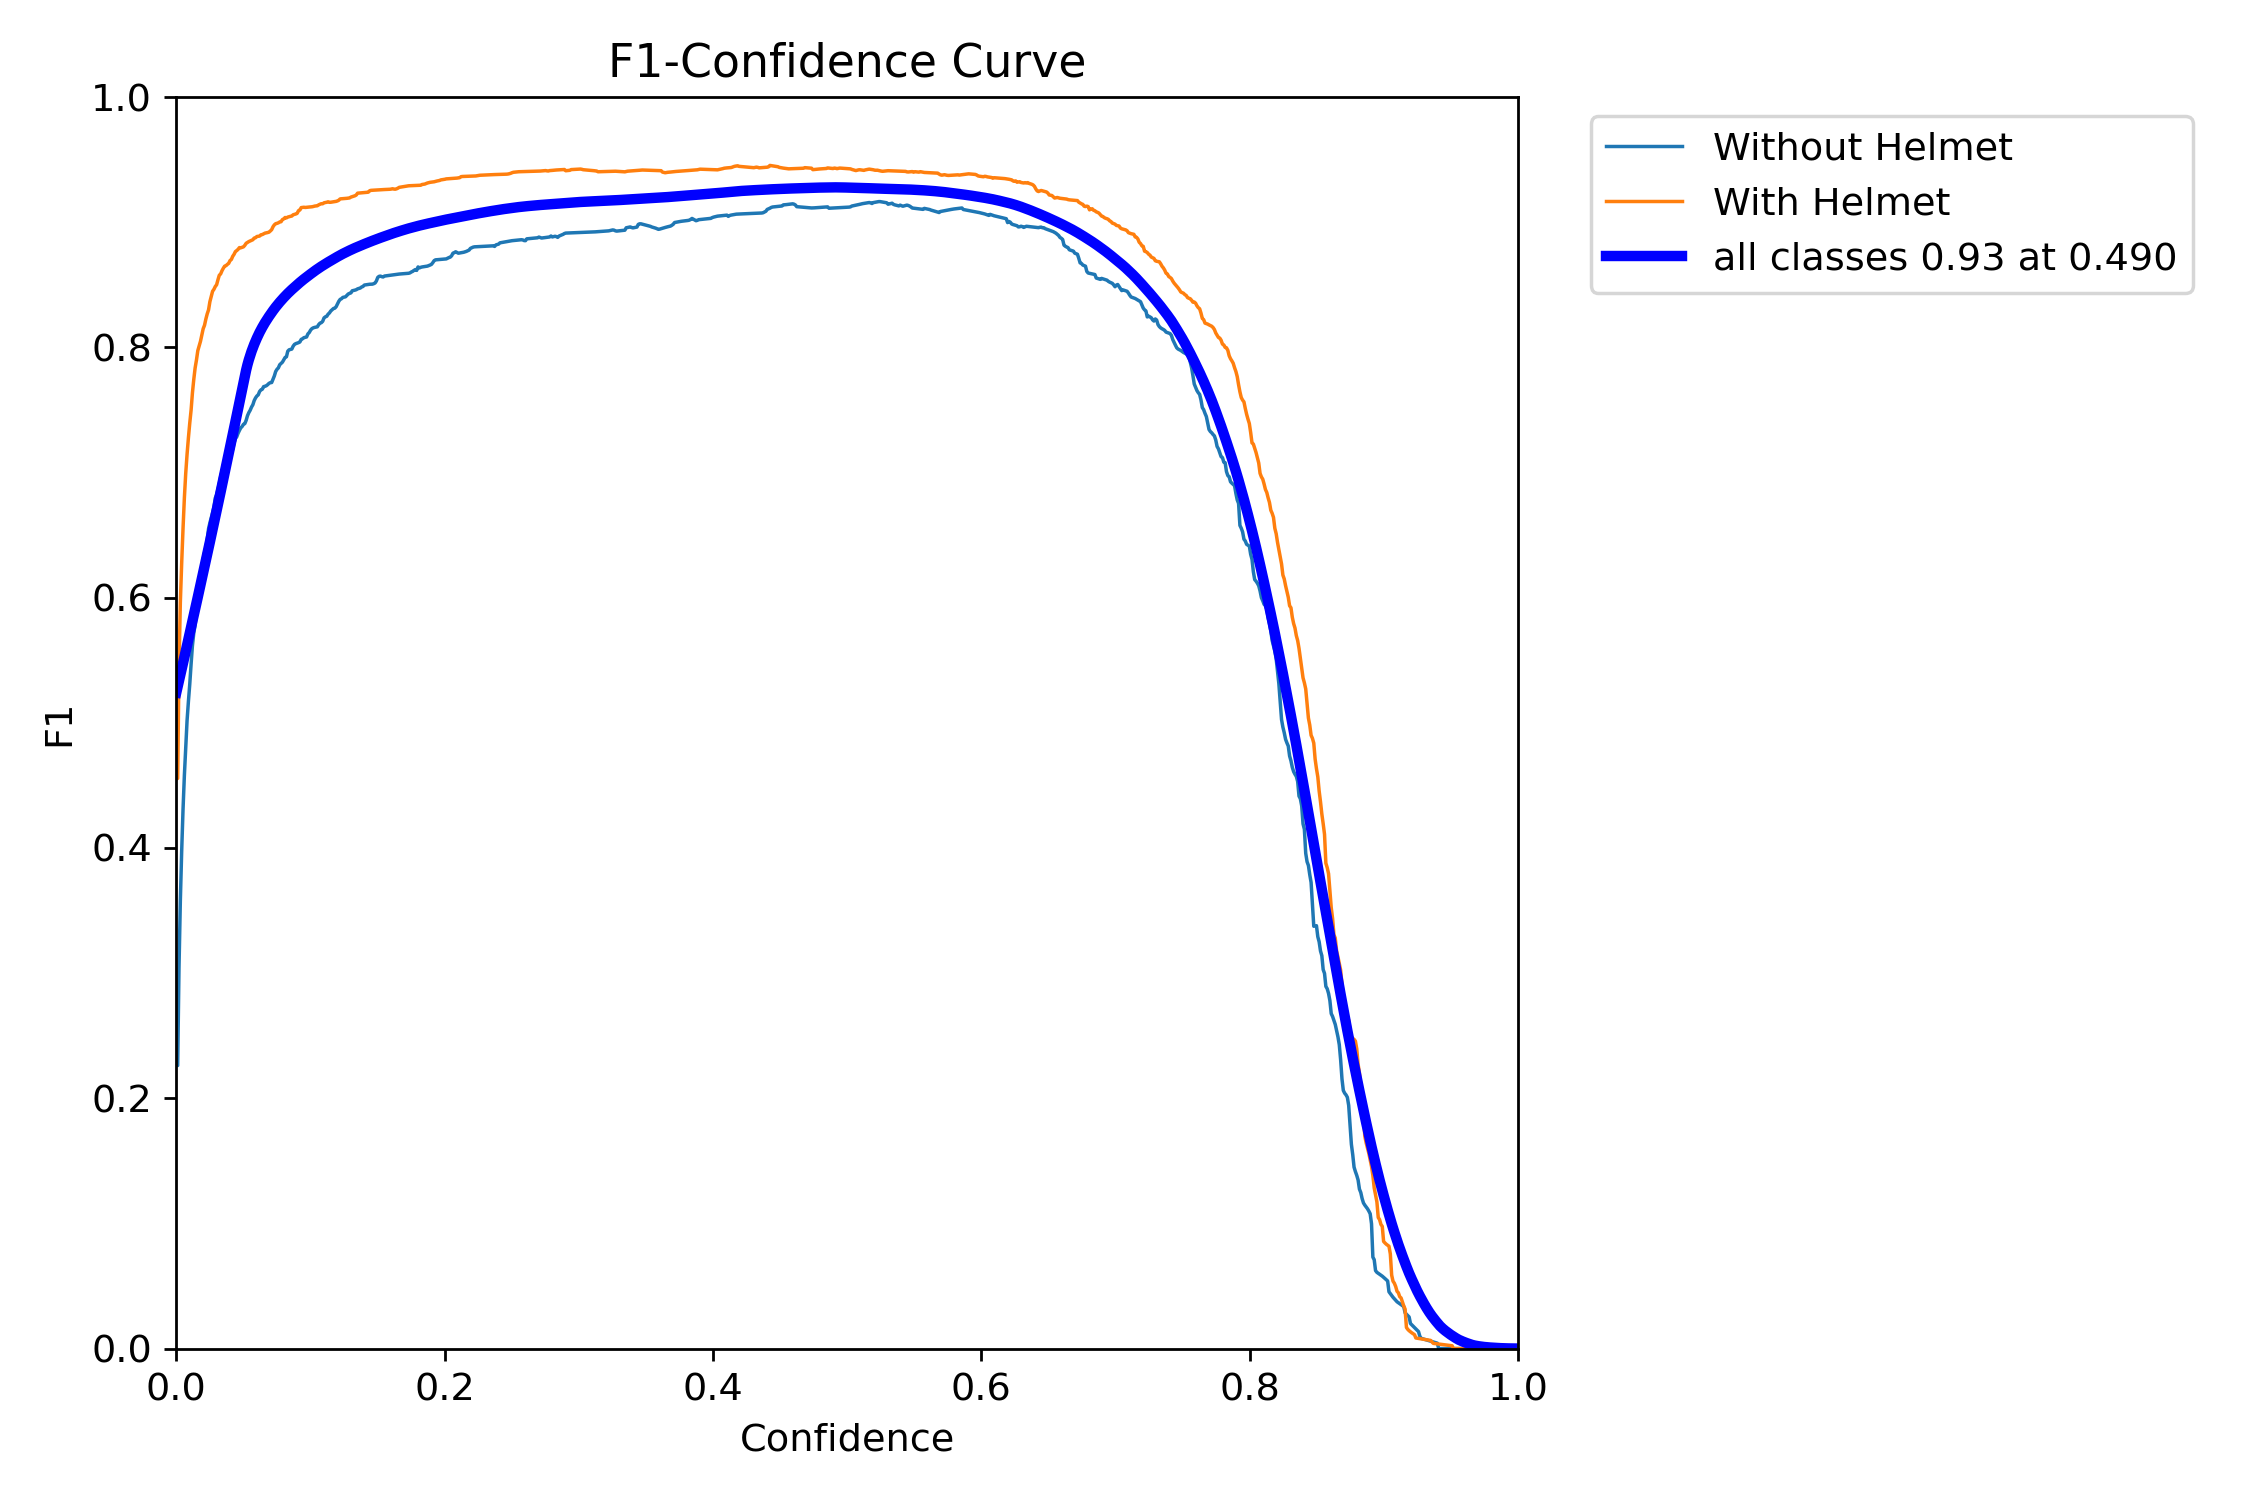 F1-Confidence Curve
Without Helmet
With Helmet
all classes 0.93 at 0.490
1.0
0.8
0.6
0.4
0.2
0.0
F1
0.0 0.2 0.4 0.6 0.8 1.0
Confidence